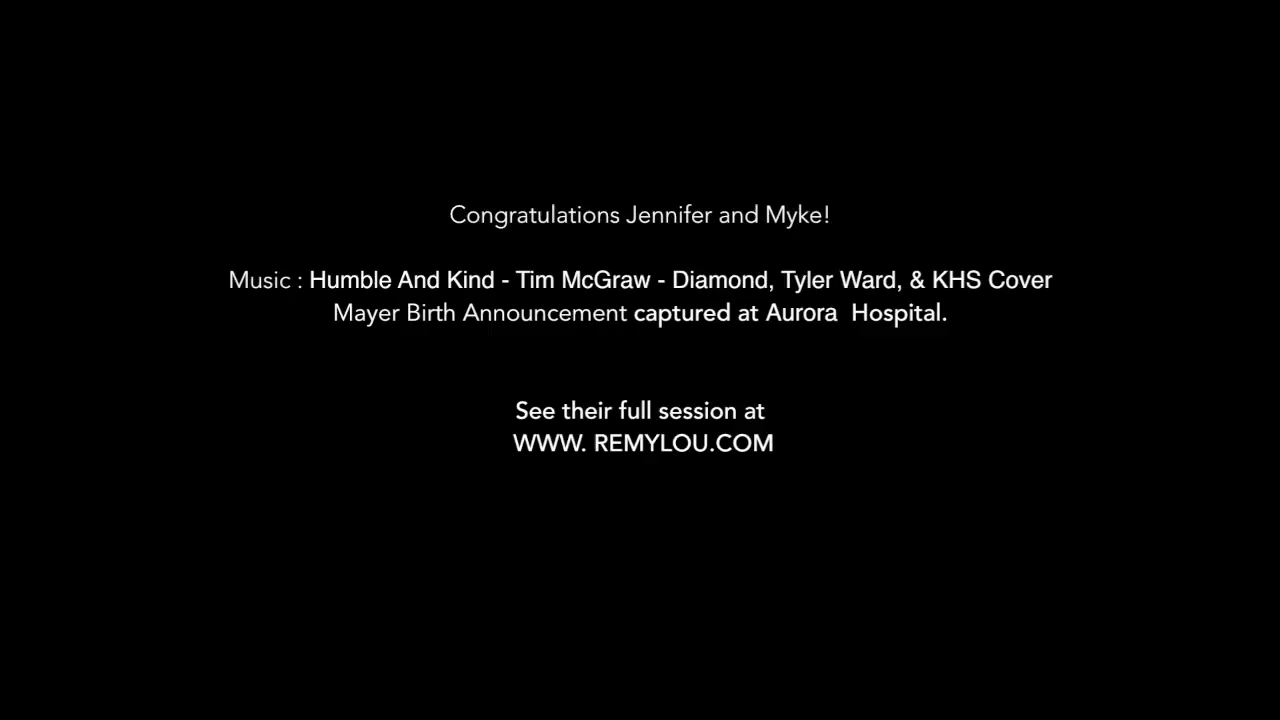 Congratulations Jennifer and Myke!
Music : Humble And Kind - Tim McGraw - Diamond, Tyler Ward, & KHS Cover
Mayer Birth Announcement captured at Aurora  Hospital.
See their full session at
WWW. REMYLOU.COM